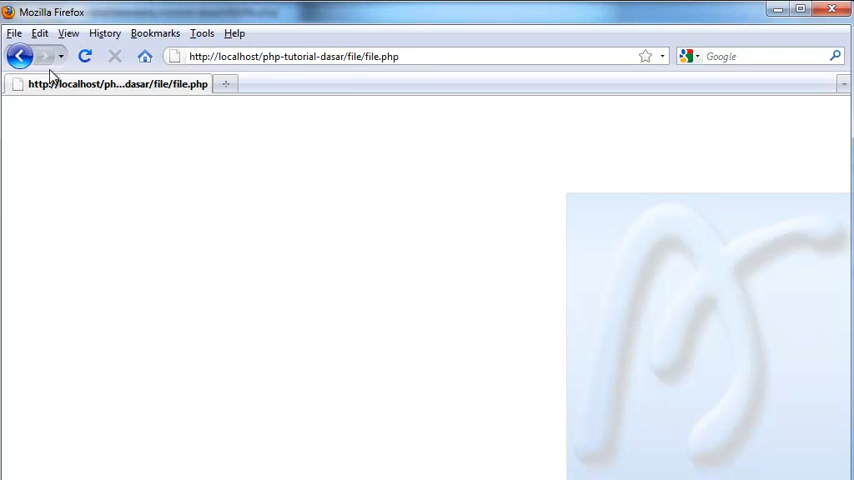 Mozilla Firefox
File Edit View History Bookmarks Tools Help
http://localhost/php-tutorial-dasar/file/file.php
Google
http://localhost/ph...dasar/file/file.php